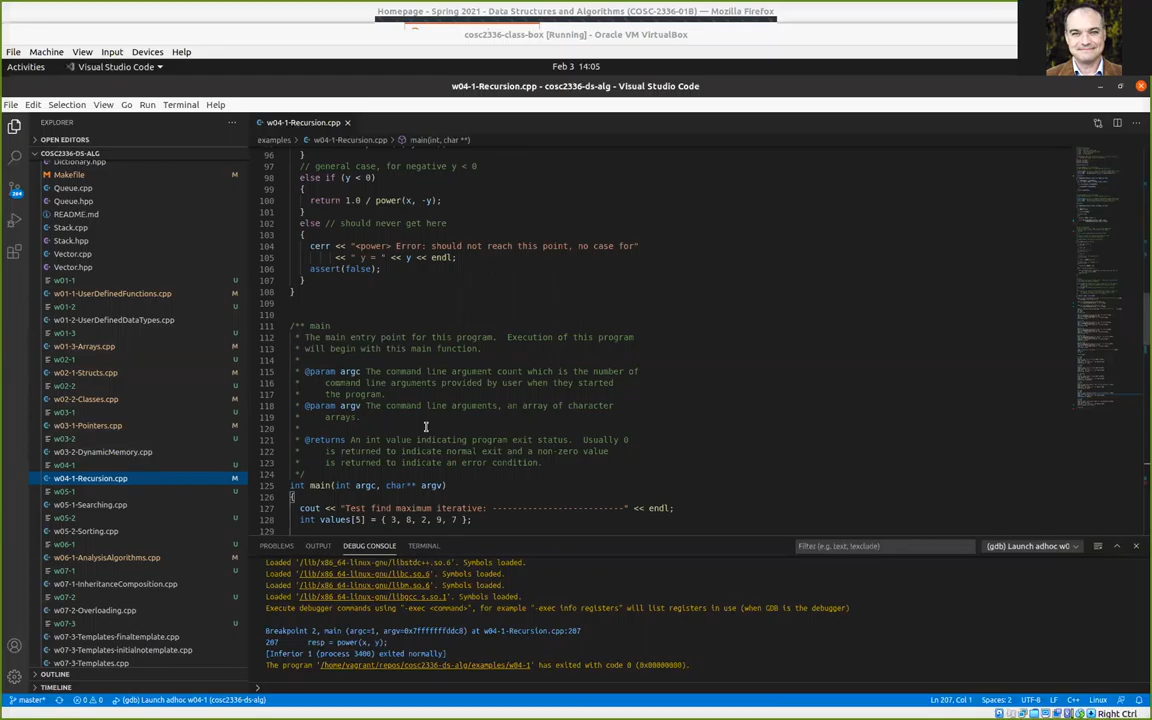 Homepage - Spring 2021 - Data Structures and Algorithms (COSC-2336-01B) — Mozilla Firefox
cosc2336-class-box [Running] - Oracle VM VirtualBox
File Machine View Input Devices Help
Activities Visual Studio Code Feb 3 14:05
w04-1-Recursion.cpp - cosc2336-ds-alg - Visual Studio Code
File Edit Selection View Go Run Terminal Help
EXPLORER
OPEN EDITORS
COSC2336-DS-ALG
Dictionary.hpp
Makefile M
Queue.cpp
Queue.hpp
README.md
Stack.cpp
Stack.hpp
Vector.cpp
Vector.hpp
w01-1 U
w01-1-UserDefinedFunctions.cpp M
w01-2 U
w01-2-UserDefinedDataTypes.cpp
w01-3 U
w01-3-Arrays.cpp M
w02-1 U
w02-1-Structs.cpp M
w02-2 U
w02-2-Classes.cpp M
w03-1 U
w03-1-Pointers.cpp M
w03-2 U
w03-2-DynamicMemory.cpp
w04-1 U
w04-1-Recursion.cpp M
w05-1 U
w05-1-Searching.cpp
w05-2 U
w05-2-Sorting.cpp
w06-1 U
w06-1-AnalysisAlgorithms.cpp M
w07-1 U
w07-1-InheritanceComposition.cpp
w07-2 U
w07-2-Overloading.cpp
w07-3 U
w07-3-Templates-finaltemplate.cpp
w07-3-Templates-initialnotemplate.cpp
w07-3-Templates.cpp
OUTLINE
TIMELINE
w04-1-Recursion.cpp
examples > w04-1-Recursion.cpp > main(int, char **)
96 }
97 // general case, for negative y < 0
98 else if (y < 0)
99 {
100 return 1.0 / power(x, -y);
101 }
102 else // should never get here
103 {
104 cerr << "<power> Error: should not reach this point, no case for"
105 << " y = " << y << endl;
106 assert(false);
107 }
108 }
109
110
111 /** main
112 * The main entry point for this program.  Execution of this program
113 * will begin with this main function.
114 *
115 * @param argc The command line argument count which is the number of
116 * command line arguments provided by user when they started
117 * the program.
118 * @param argv The command line arguments, an array of character
119 * arrays.
120 *
121 * @returns An int value indicating program exit status.  Usually 0
122 * is returned to indicate normal exit and a non-zero value
123 * is returned to indicate an error condition.
124 */
125 int main(int argc, char** argv)
126 {
127 cout << "Test find maximum iterative: --------------------------" << endl;
128 int values[5] = { 3, 8, 2, 9, 7 };
129
PROBLEMS OUTPUT DEBUG CONSOLE TERMINAL
Filter (e.g. text, !exclude)
(gdb) Launch adhoc w0
Loaded '/lib/x86_64-linux-gnu/libstdc++.so.6'. Symbols loaded.
Loaded '/lib/x86_64-linux-gnu/libc.so.6'. Symbols loaded.
Loaded '/lib/x86_64-linux-gnu/libm.so.6'. Symbols loaded.
Loaded '/lib/x86_64-linux-gnu/libgcc_s.so.1'. Symbols loaded.
Execute debugger commands using "-exec <command>", for example "-exec info registers" will list registers in use (when GDB is the debugger)
Breakpoint 2, main (argc=1, argv=0x7fffffffddc8) at w04-1-Recursion.cpp:207
207 resp = power(x, y);
[Inferior 1 (process 3400) exited normally]
The program '/home/vagrant/repos/cosc2336-ds-alg/examples/w04-1' has exited with code 0 (0x00000000).
master* 0 0 (gdb) Launch adhoc w04-1 (cosc2336-ds-alg) Ln 207, Col 1 Spaces: 2 UTF-8 LF C++ Linux
Right Ctrl